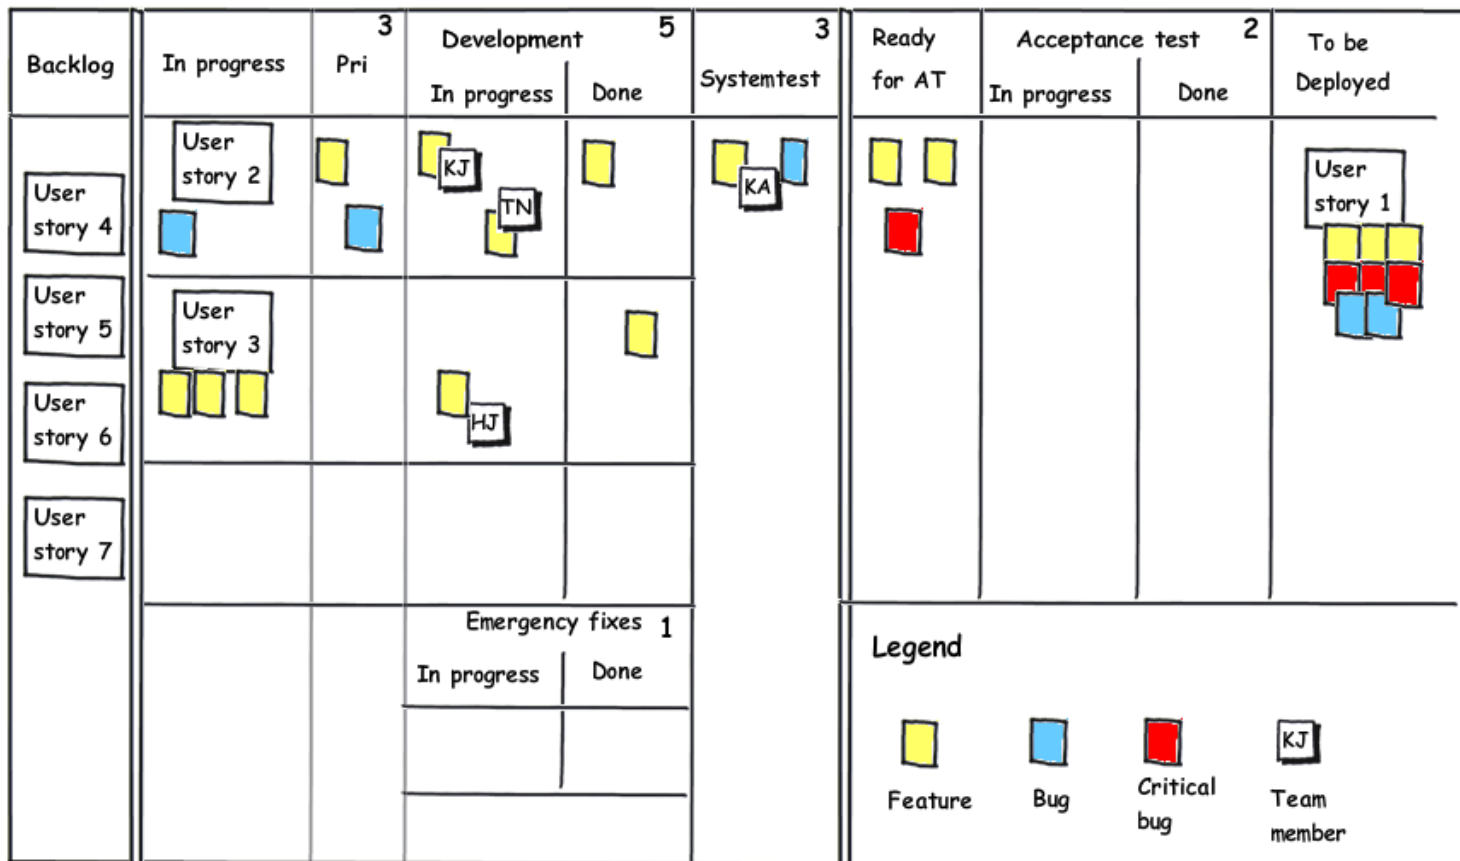 Backlog
In progress
3
Pri
Development
5
In progress
Done
3
Systemtest
Ready
for AT
Acceptance test
2
In progress
Done
To be
Deployed
User
story 4
User
story 5
User
story 6
User
story 7
User
story 2
KJ
TN
KA
User
story 1
User
story 3
HJ
Emergency fixes
1
In progress
Done
Legend
Feature
Bug
Critical
bug
KJ
Team
member